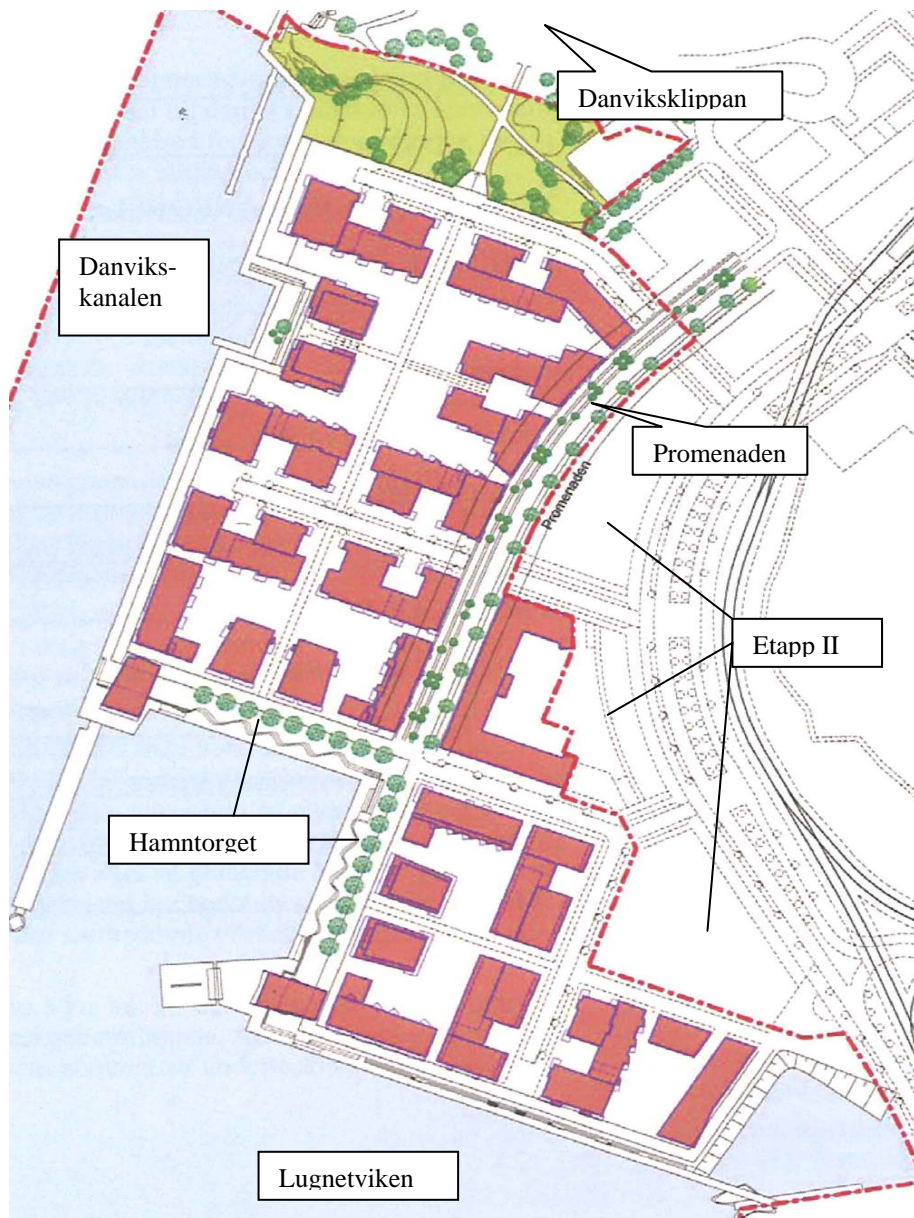 Danviksklippan
Danviks-
kanalen
Promenaden
Promenaden
Etapp II
Hamntorget
Lugnetviken